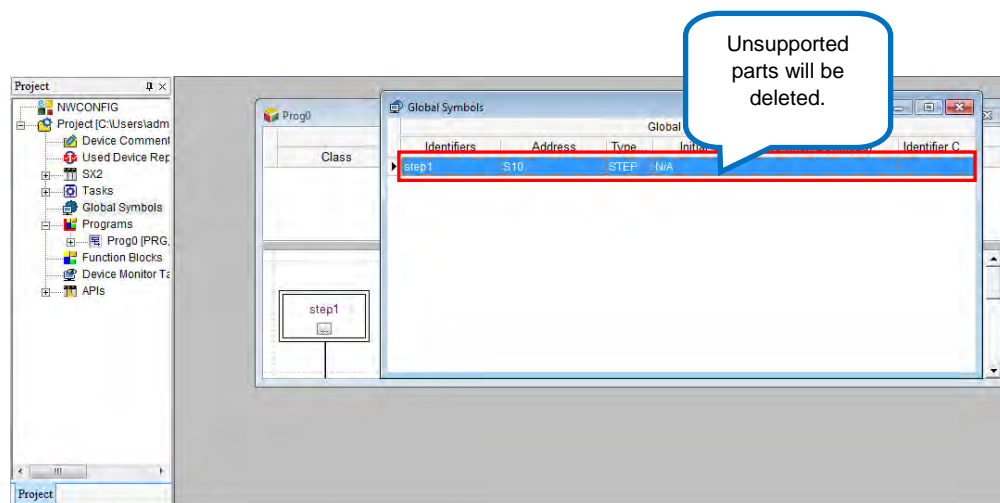 Unsupported
parts will be
deleted.
Project
NWCONFIG
Project [C:\Users\adm
Device Comment
Used Device Rep
SX2
Tasks
Global Symbols
Programs
Prog0 [PRG,
Function Blocks
Device Monitor Ta
APIs
Prog0
Class
step1
...
Global Symbols
Global
Identifiers Address Type... Initial Identifier C...
step1 S10 STEP N/A
Project